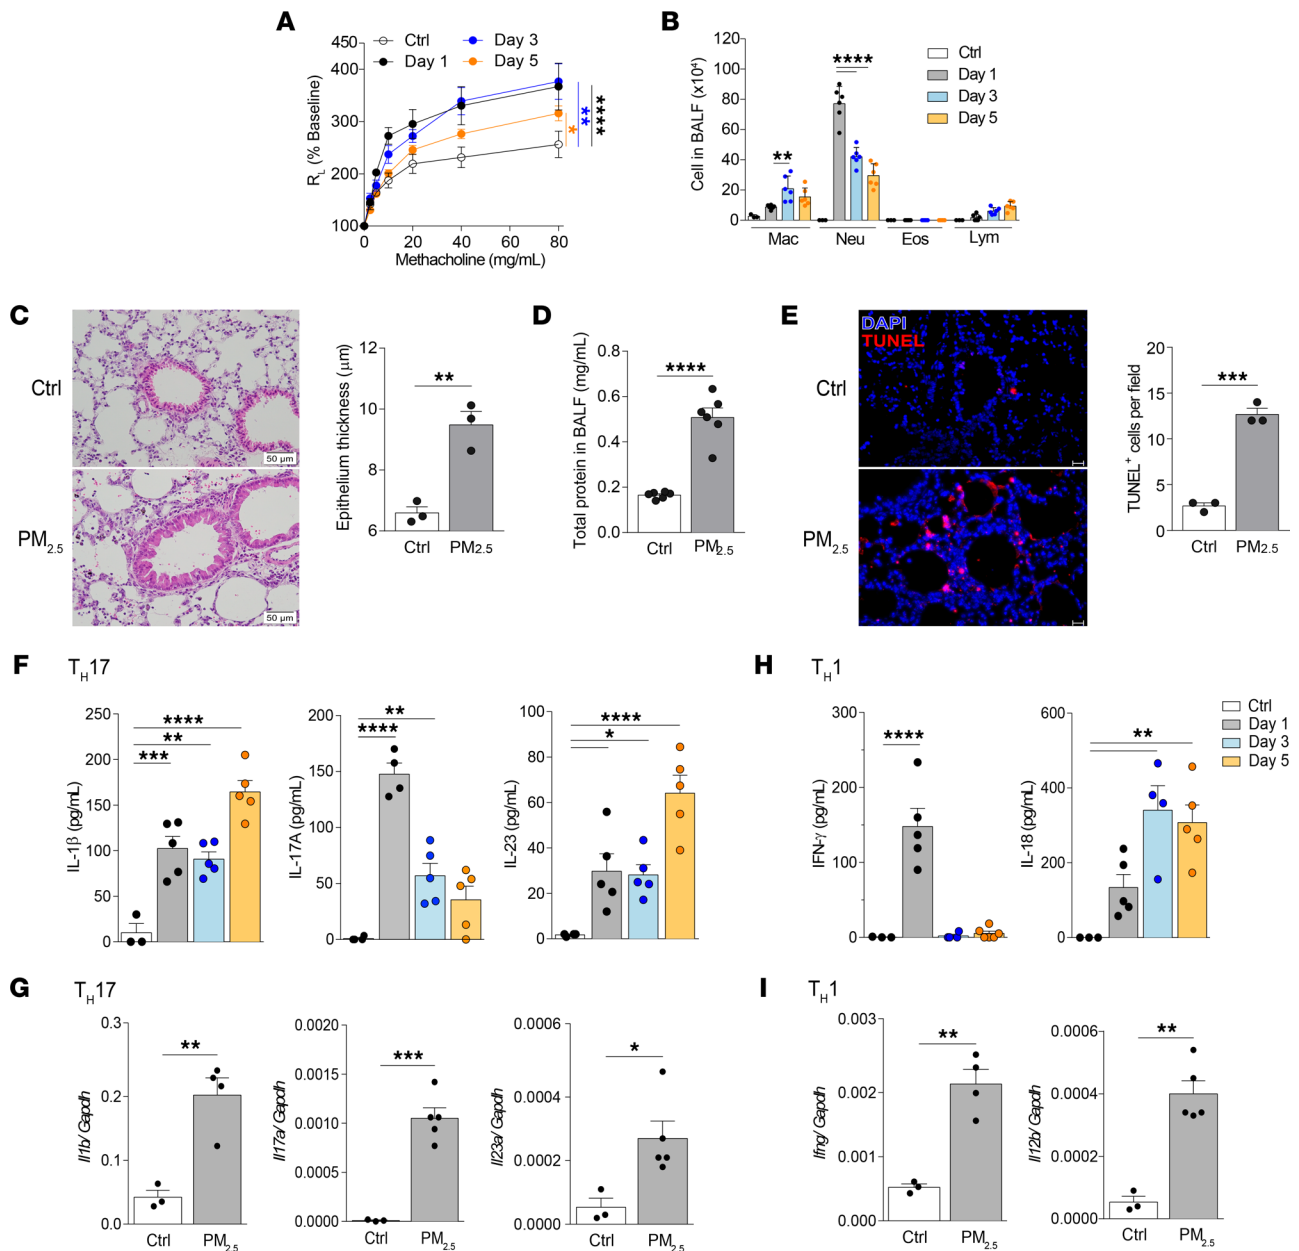 A
Ctrl
Day 1
Day 3
Day 5
R_L (% Baseline)
450
400
300
200
100
0
20
40
60
80
Methacholine (mg/mL)
*
**
****
B
Cell in BALF (x10⁴)
120
100
80
60
40
20
0
**
****
Mac
Neu
Eos
Lym
Ctrl
Day 1
Day 3
Day 5
C
Ctrl
50 µm
PM2.5
50 µm
Epithelium thickness (µm)
12
10
8
6
**
Ctrl
PM2.5
D
Total protein in BALF (mg/mL)
0.8
0.6
0.4
0.2
0.0
****
Ctrl
PM2.5
E
DAPI
TUNEL
Ctrl
PM2.5
TUNEL⁺ cells per field
20
15
10
5
0
***
Ctrl
PM2.5
F
T_H17
IL-1β (pg/mL)
250
200
150
100
50
0
****
**
***
IL-17A (pg/mL)
200
150
100
50
0
**
****
IL-23 (pg/mL)
100
80
60
40
20
0
****
*
H
T_H1
IFN-γ (pg/mL)
300
200
100
0
****
IL-18 (pg/mL)
600
400
200
0
**
Ctrl
Day 1
Day 3
Day 5
G
T_H17
Il1b/ Gapdh
0.3
0.2
0.1
0.0
**
Ctrl
PM2.5
Il17a/ Gapdh
0.0020
0.0015
0.0010
0.0005
0.0000
***
Ctrl
PM2.5
Il23a/ Gapdh
0.0006
0.0004
0.0002
0.0000
*
Ctrl
PM2.5
I
T_H1
Ifng/ Gapdh
0.003
0.002
0.001
0.000
**
Ctrl
PM2.5
Il12b/ Gapdh
0.0006
0.0004
0.0002
0.0000
**
Ctrl
PM2.5